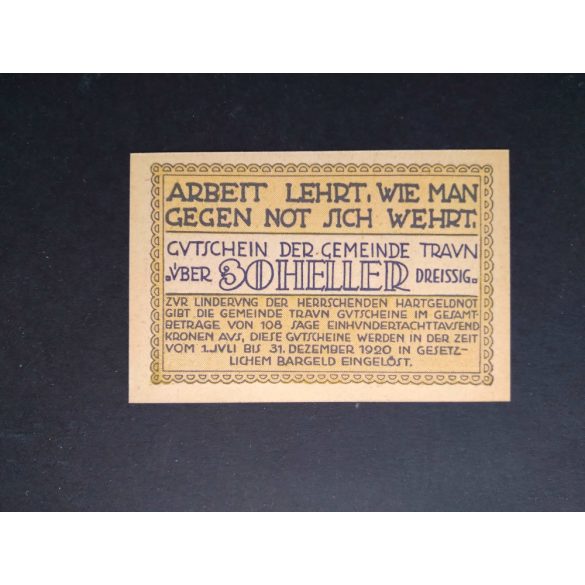 ARBEIT LEHRT, WIE MAN
GEGEN NOT SICH WEHRT.
GVTSCHEIN DER GEMEINDE TRAVN
ÜBER 30 HELLER DREISSIG.
ZVR LINDERVNG DER HERRSCHENDEN HARTGELDNOT
GIBT DIE GEMEINDE TRAVN GVTSCHEINE IM GESAMT-
BETRAGE VON 108 SAGE EINHVNDERTACHTTAVSEND
KRONEN AVS, DIESE GVTSCHEINE WERDEN IN DER ZEIT
VOM 1. JVLI BIS 31. DEZEMBER 1920 IN GESETZ-
LICHEM BARGELD EINGELÖST.